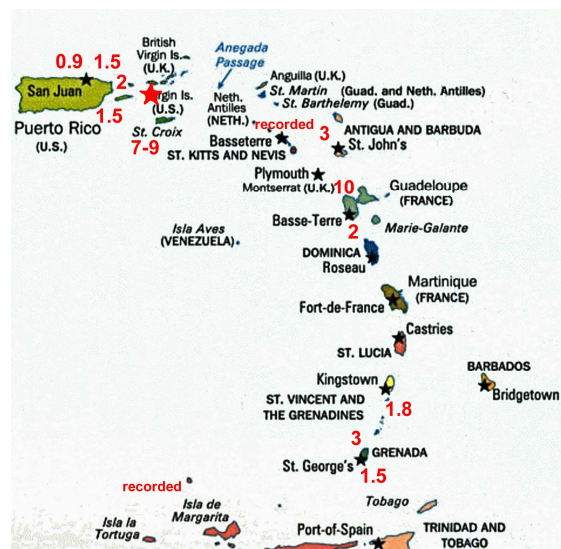 British
Virgin Is.
(U.K.)
Anegada
Passage
0.9 1.5
2
San Juan
irgin Is.
(U.S.)
1.5
Puerto Rico
(U.S.)
St. Croix
7-9
Neth.
Antilles
(NETH.)
Anguilla (U.K.)
St. Martin (Guad. and Neth. Antilles)
St. Barthelemy (Guad.)
recorded
3
ANTIGUA AND BARBUDA
St. John's
Basseterre
ST. KITTS AND NEVIS
Plymouth
Montserrat (U.K.)
10
Guadeloupe
(FRANCE)
Basse-Terre
2
Marie-Galante
Isla Aves
(VENEZUELA)
DOMINICA
Roseau
Martinique
(FRANCE)
Fort-de-France
Castries
ST. LUCIA
BARBADOS
Bridgetown
Kingstown
ST. VINCENT AND
THE GRENADINES
1.8
3
GRENADA
St. George's
1.5
recorded
Isla de
Margarita
Isla la
Tortuga
Tobago
Port-of-Spain
TRINIDAD AND
TOBAGO